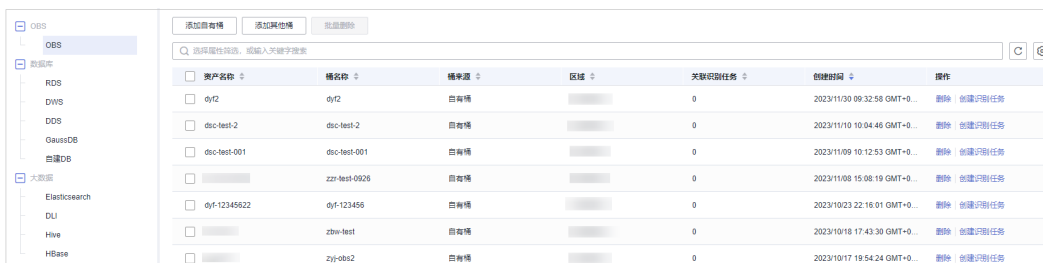 OBS
OBS
数据库
RDS
DWS
DDS
GaussDB
自建DB
大数据
Elasticsearch
DLI
Hive
HBase
添加自有桶 添加其他桶 批量删除
选择属性筛选，或输入关键字搜索
资产名称 桶名称 桶来源 区域 关联识别任务 创建时间 操作
dyf2 dyf2 自有桶 0 2023/11/30 09:32:58 GMT+0... 删除 创建识别任务
dsc-test-2 dsc-test-2 自有桶 0 2023/11/10 10:04:46 GMT+0... 删除 创建识别任务
dsc-test-001 dsc-test-001 自有桶 0 2023/11/09 10:12:53 GMT+0... 删除 创建识别任务
zzr-test-0926 自有桶 0 2023/11/08 15:08:19 GMT+0... 删除 创建识别任务
dyf-12345622 dyf-123456 自有桶 0 2023/10/23 22:16:01 GMT+0... 删除 创建识别任务
zbw-test 自有桶 0 2023/10/18 17:43:30 GMT+0... 删除 创建识别任务
zyj-obs2 自有桶 0 2023/10/17 19:54:24 GMT+0... 删除 创建识别任务